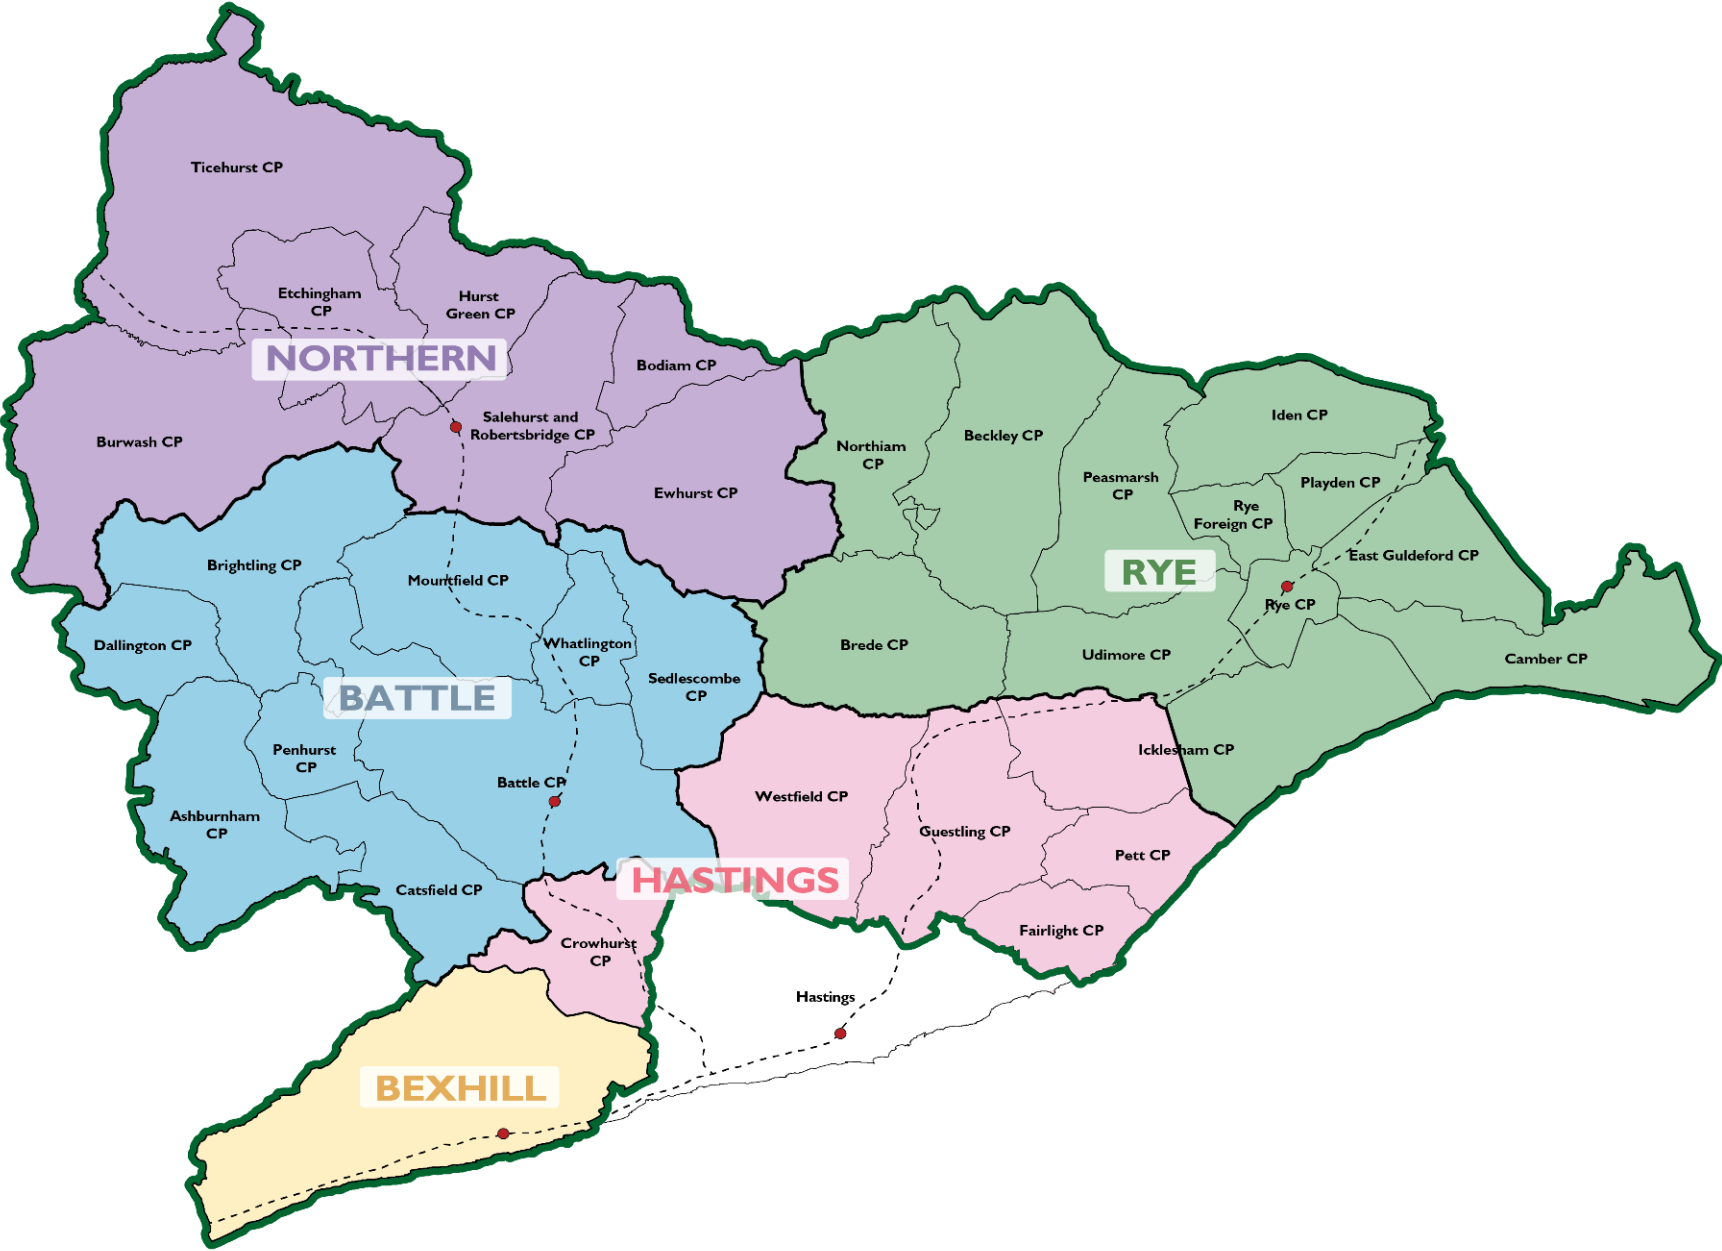 Ticehurst CP
Etchingham
CP
Hurst
Green CP
NORTHERN
Bodiam CP
Burwash CP
Salehurst and
Robertsbridge CP
Ewhurst CP
Northiam
CP
Beckley CP
Peasmarsh
CP
Iden CP
Playden CP
Rye
Foreign CP
East Guldeford CP
RYE
Rye CP
Brede CP
Udimore CP
Camber CP
Icklesham CP
Brightling CP
Mountfield CP
Dallington CP
Whatlington
CP
Sedlescombe
CP
BATTLE
Penhurst
CP
Battle CP
Ashburnham
CP
Catsfield CP
Westfield CP
Guestling CP
Pett CP
HASTINGS
Fairlight CP
Crowhurst
CP
Hastings
BEXHILL